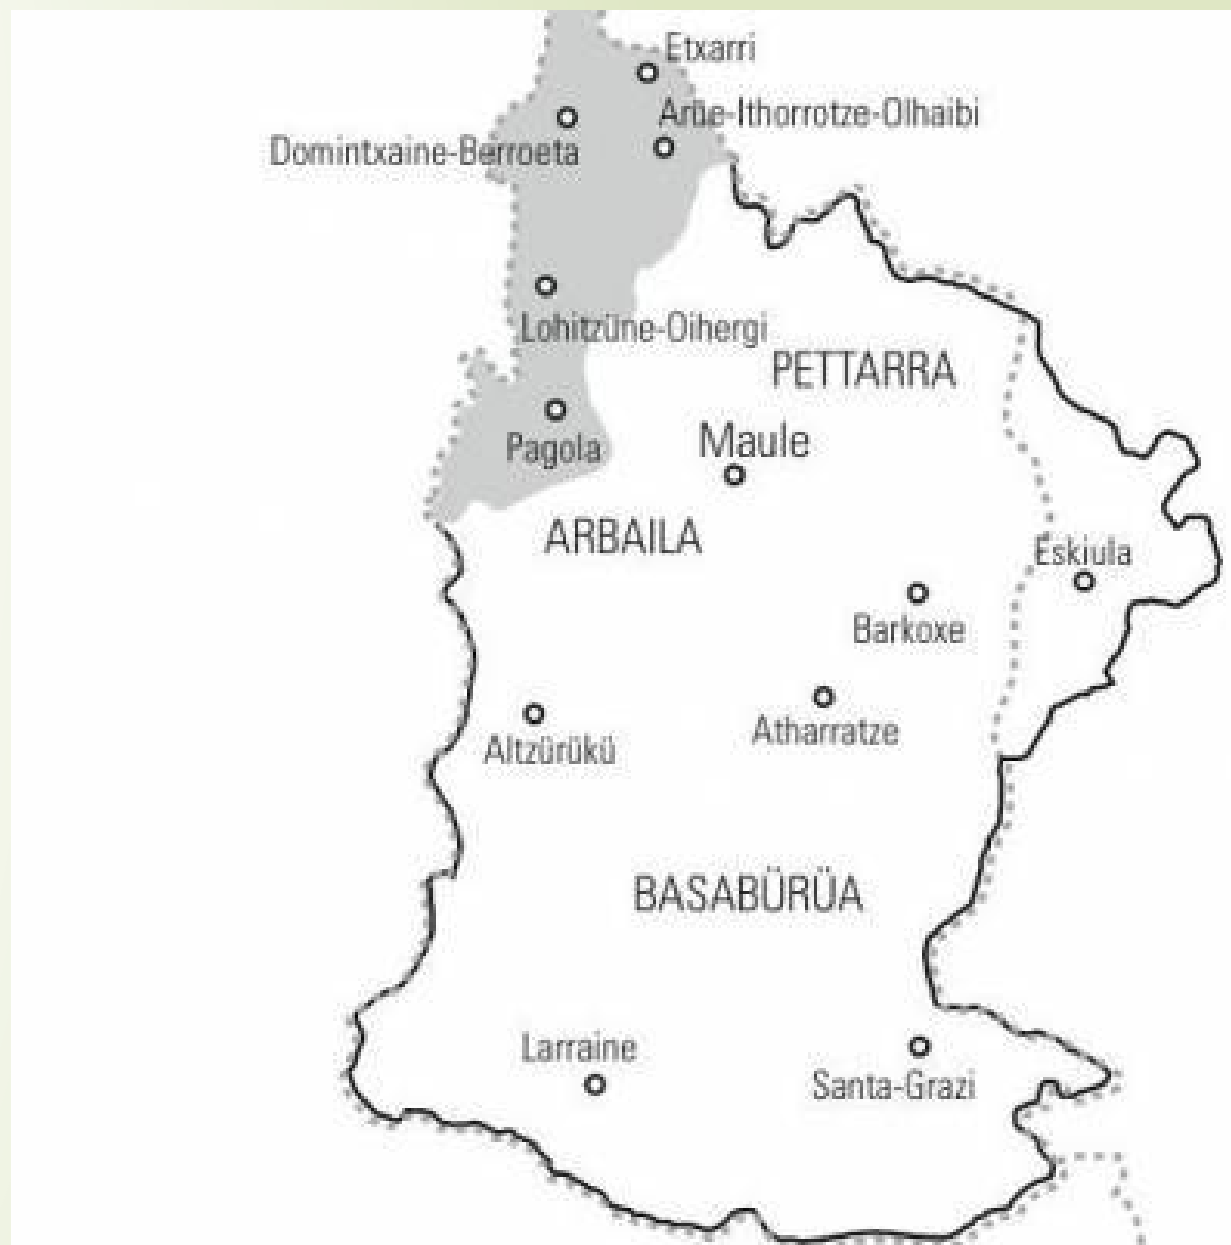 Etxarri
Arüe-Ithorrotze-Olhaibi
Domintxaine-Berroeta
Lohitzüne-Oihergi
PETTARRA
Maule
Pagola
ARBAILA
Eskiula
Barkoxe
Atharratze
Altzürükü
BASABÜRÜA
Larraine
Santa-Grazi